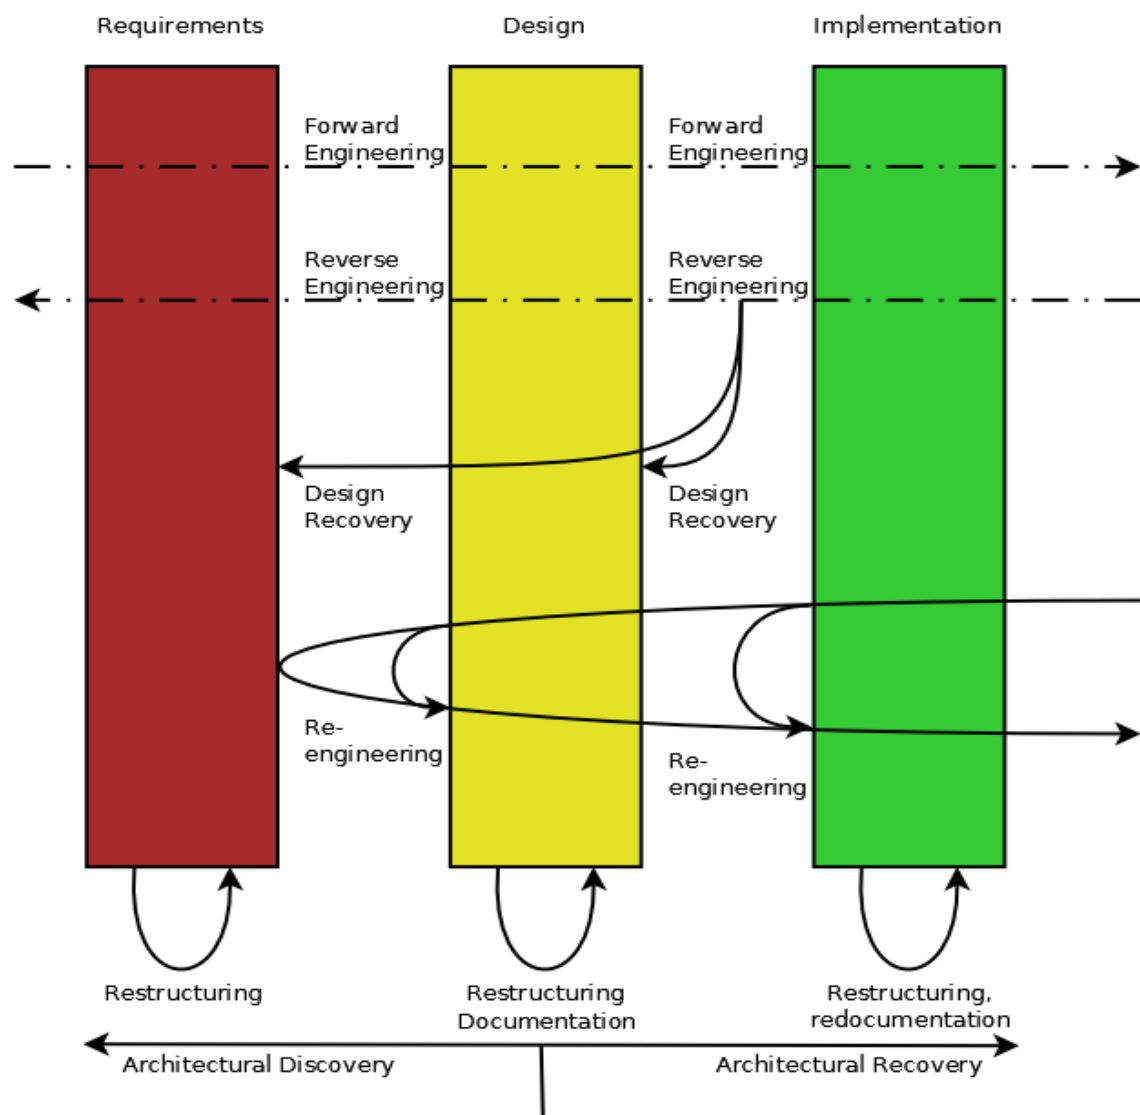 Requirements
Design
Implementation
Forward
Engineering
Forward
Engineering
Reverse
Engineering
Reverse
Engineering
Design
Recovery
Design
Recovery
Re-
engineering
Re-
engineering
Restructuring
Restructuring
Documentation
Restructuring,
redocumentation
Architectural Discovery
Architectural Recovery